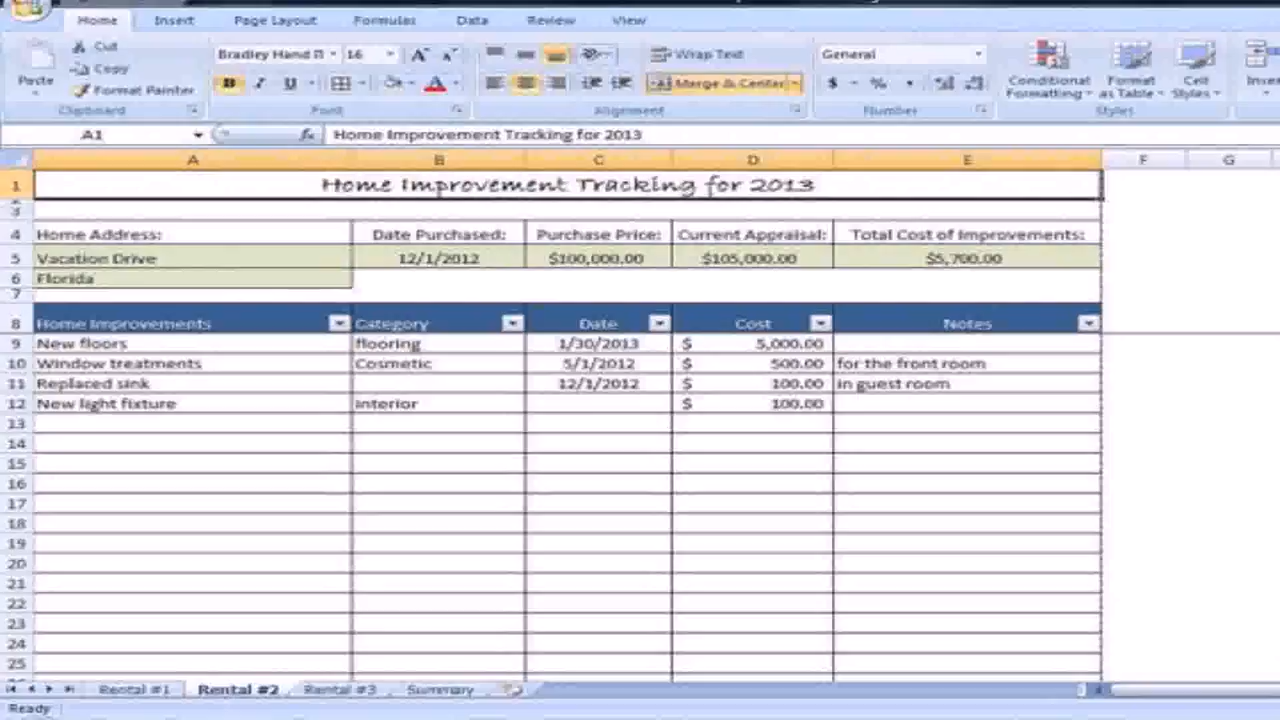 Home Insert Page Layout Formulas Data Review View
Cut
Copy
Format Painter
Paste
Clipboard
Bradley Hand 16
B I U A
Font
Wrap Text
Merge & Center
Alignment
General
$ % ,
Number
Conditional Formatting
Format as Table
Cell Styles
Styles
A1 fx Home Improvement Tracking for 2013
A B C D E F G
1 Home Improvement Tracking for 2013
3
4 Home Address: Date Purchased: Purchase Price: Current Appraisal: Total Cost of Improvements:
5 Vacation Drive 12/1/2012 $100,000.00 $105,000.00 $5,700.00
6 Florida
7
8 Home Improvements Category Date Cost Notes
9 New floors flooring 1/30/2013 $ 5,000.00
10 Window treatments Cosmetic 5/1/2012 $ 500.00 for the front room
11 Replaced sink 12/1/2012 $ 100.00 in guest room
12 New light fixture interior $ 100.00
13
14
15
16
17
18
19
20
21
22
23
24
25
Rental #1 Rental #2 Rental #3 Summary
Ready